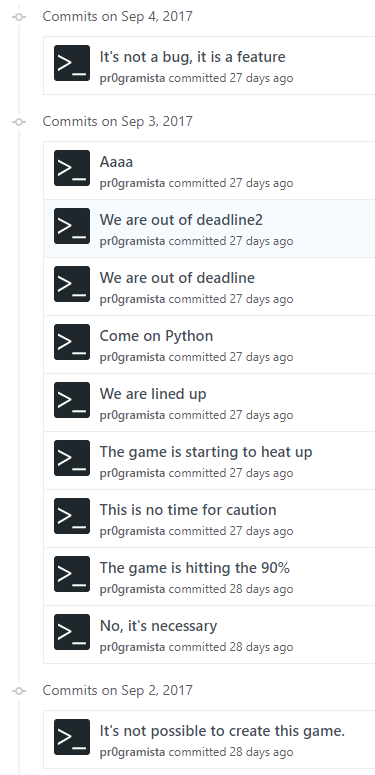 Commits on Sep 4, 2017
>_ It's not a bug, it is a feature
pr0gramista committed 27 days ago
Commits on Sep 3, 2017
>_ Aaaa
pr0gramista committed 27 days ago
>_ We are out of deadline2
pr0gramista committed 27 days ago
>_ We are out of deadline
pr0gramista committed 27 days ago
>_ Come on Python
pr0gramista committed 27 days ago
>_ We are lined up
pr0gramista committed 27 days ago
>_ The game is starting to heat up
pr0gramista committed 27 days ago
>_ This is no time for caution
pr0gramista committed 27 days ago
>_ The game is hitting the 90%
pr0gramista committed 28 days ago
>_ No, it's necessary
pr0gramista committed 28 days ago
Commits on Sep 2, 2017
>_ It's not possible to create this game.
pr0gramista committed 28 days ago